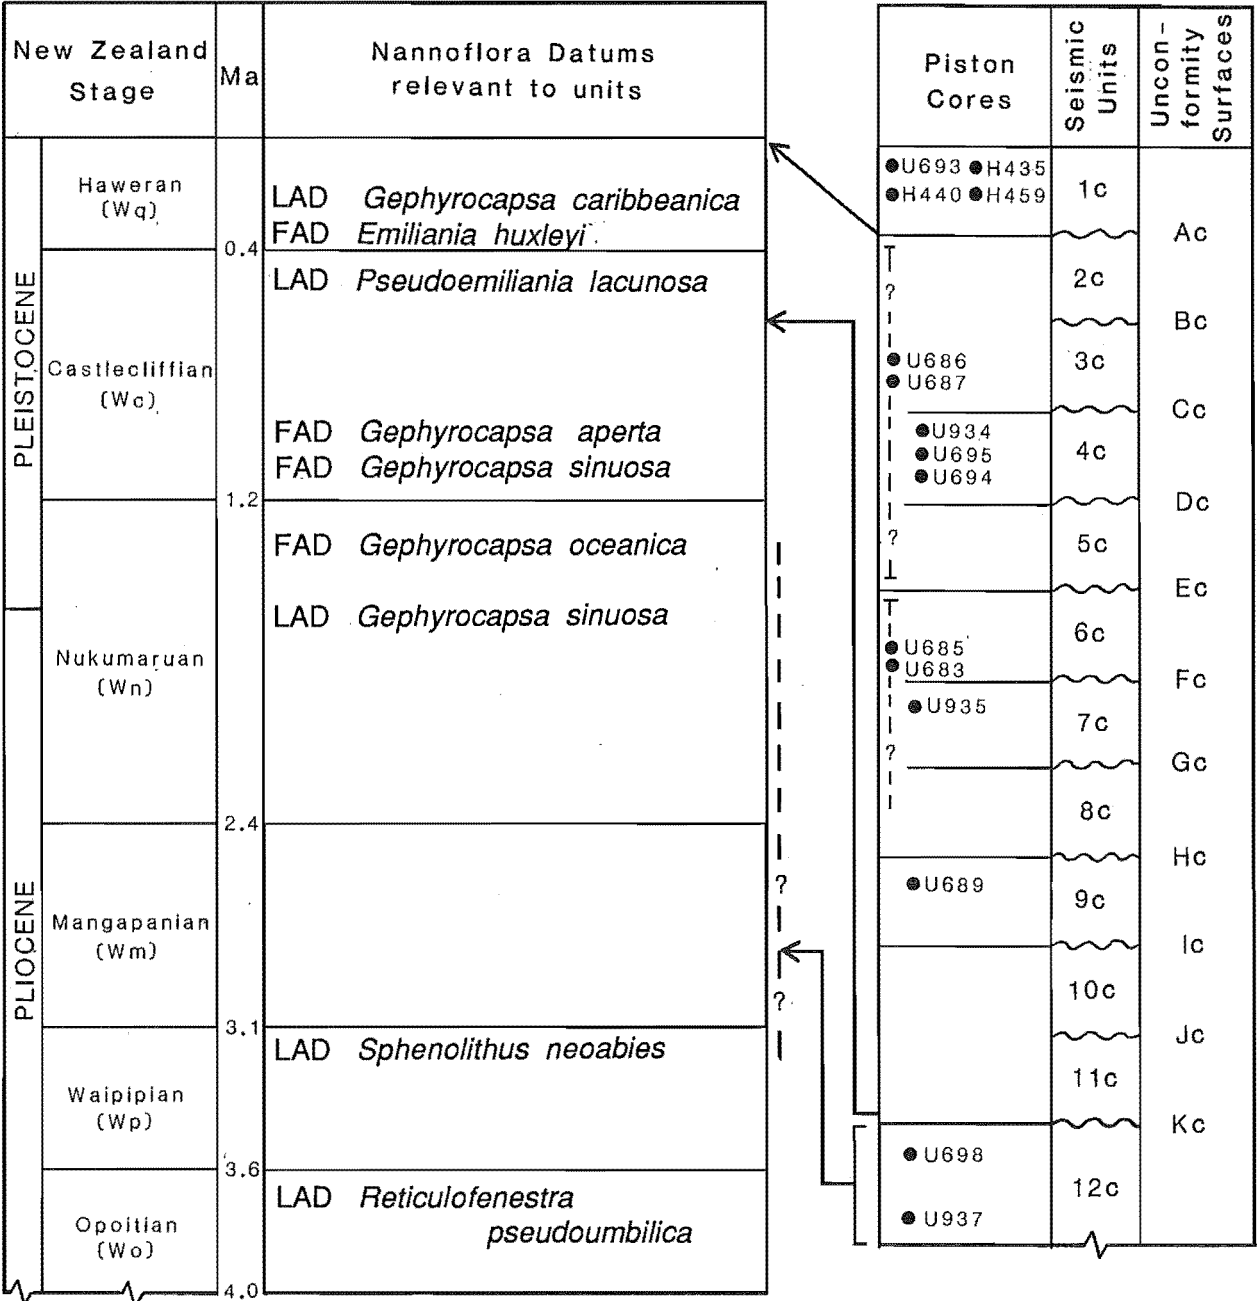 New Zealand
Stage
Ma
Nannoflora Datums
relevant to units
PLEISTOCENE
PLIOCENE
Haweran
(Wq)
LAD Gephyrocapsa caribbeanica
FAD Emiliania huxleyi
0.4
LAD Pseudoemiliania lacunosa
Castlecliffian
(Wc)
FAD Gephyrocapsa aperta
FAD Gephyrocapsa sinuosa
1.2
FAD Gephyrocapsa oceanica
LAD Gephyrocapsa sinuosa
Nukumaruan
(Wn)
2.4
Mangapanian
(Wm)
?
?
3.1
LAD Sphenolithus neoabies
Waipipian
(Wp)
3.6
LAD Reticulofenestra
pseudoumbilica
Opoitian
(Wo)
4.0
Piston
Cores
Seismic
Units
Uncon-
formity
Surfaces
U693 H435
H440 H459
1c
Ac
?
2c
Bc
U686
U687
3c
Cc
U934
U695
U694
4c
Dc
?
5c
Ec
U685
U683
6c
Fc
U935
7c
?
Gc
8c
Hc
U689
9c
Ic
10c
Jc
11c
Kc
U698
12c
U937